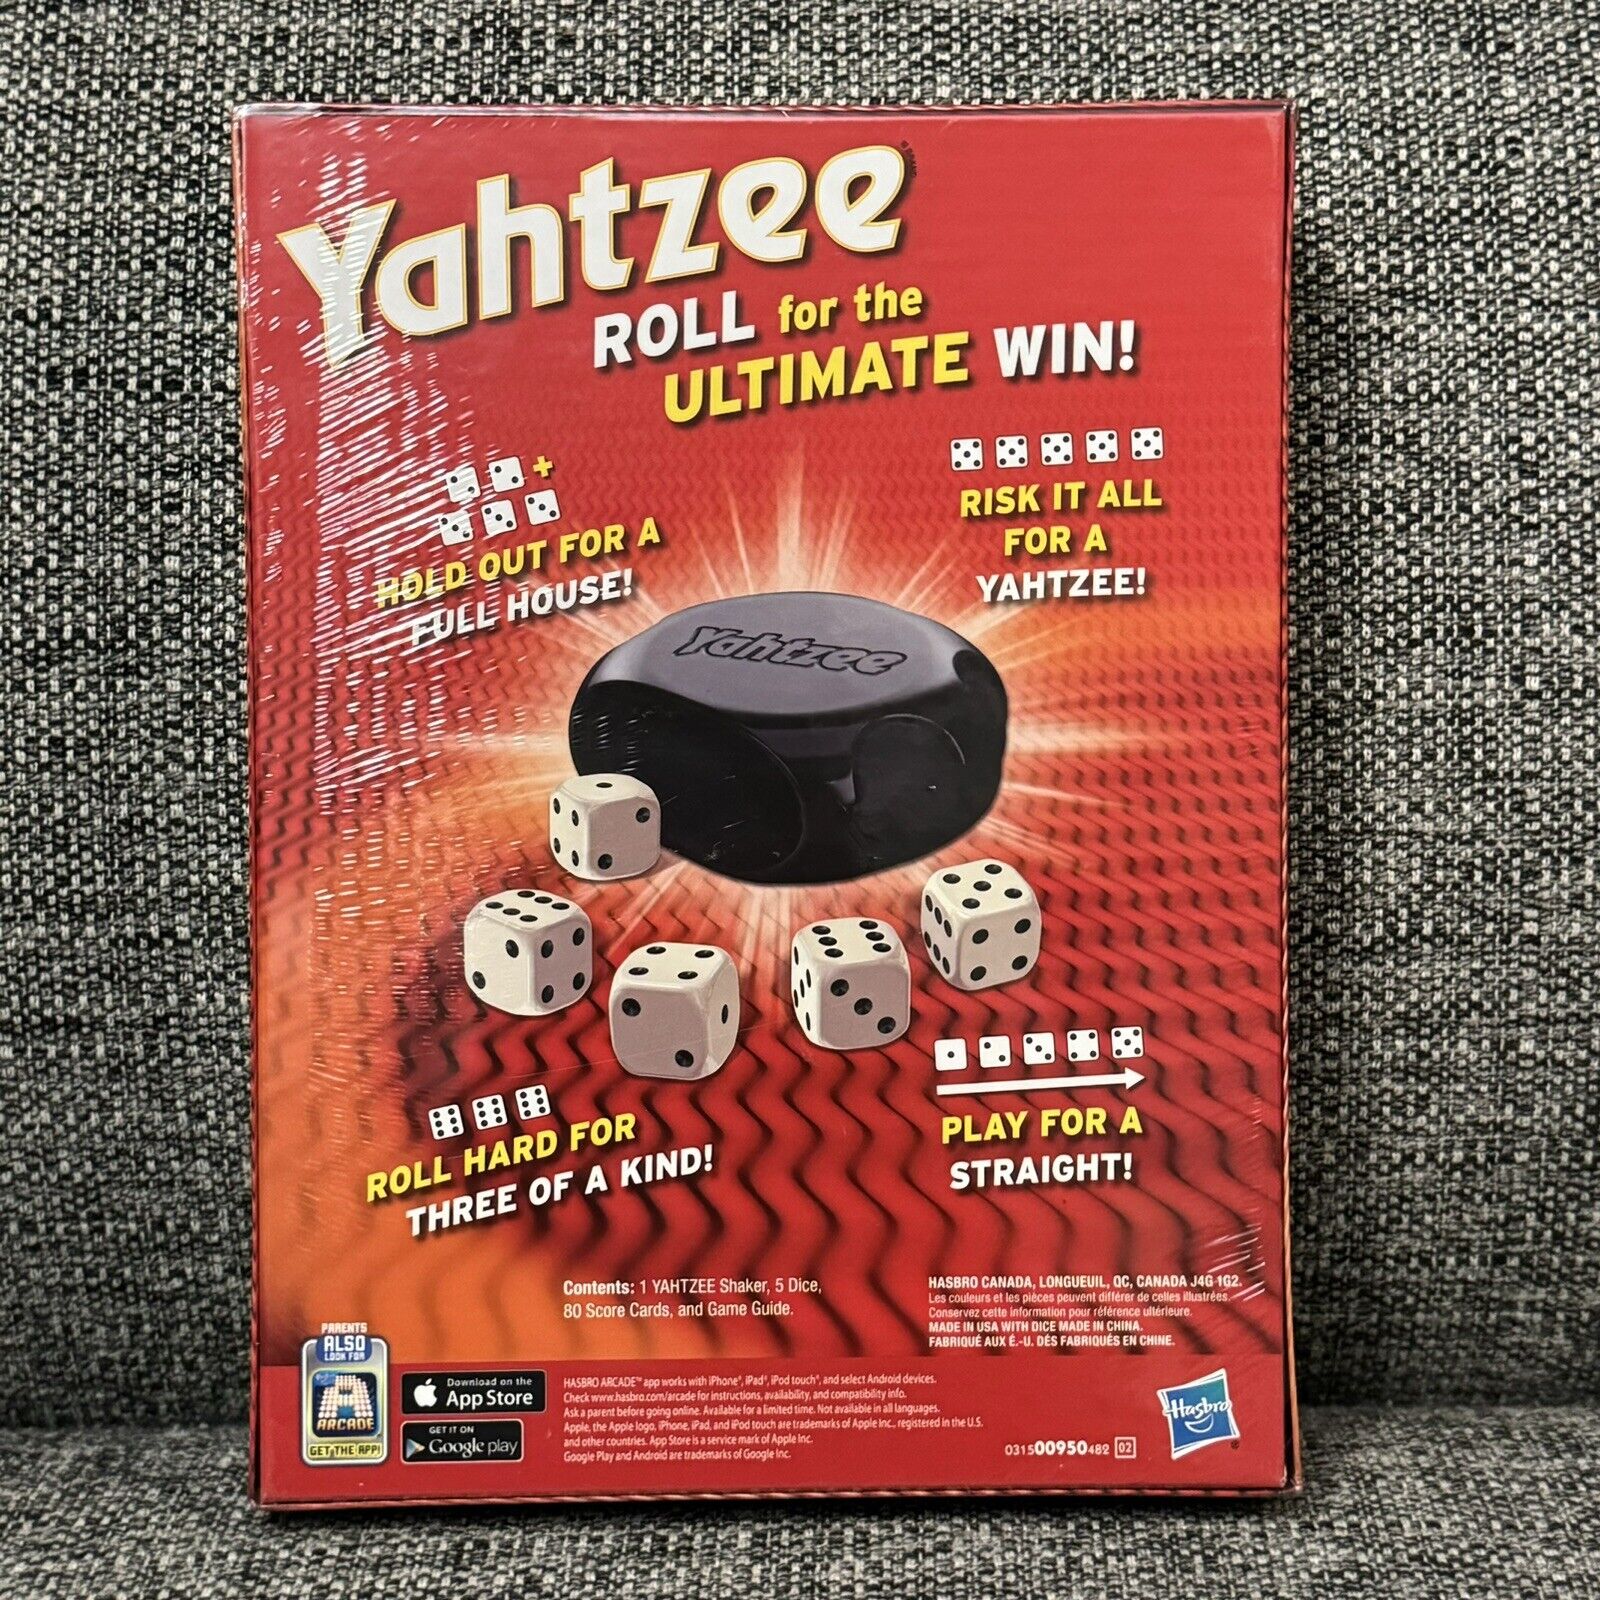 Yahtzee
ROLL for the
ULTIMATE WIN!
+
HOLD OUT FOR A
FULL HOUSE!
RISK IT ALL
FOR A
YAHTZEE!
Yahtzee
ROLL HARD FOR
THREE OF A KIND!
PLAY FOR A
STRAIGHT!
Contents: 1 YAHTZEE Shaker, 5 Dice,
80 Score Cards, and Game Guide.
HASBRO CANADA, LONGUEUIL, QC, CANADA J4G 1G2.
Les couleurs et les pièces peuvent différer de celles illustrées.
Conservez cette information pour référence ultérieure.
MADE IN USA WITH DICE MADE IN CHINA.
FABRIQUÉ AUX É.-U. DÉS FABRIQUÉS EN CHINE.
PARENTS
ALSO
LOOK FOR
ARCADE
GET THE APP!
Download on the
App Store
GET IT ON
Google play
HASBRO ARCADE™ app works with iPhone®, iPad®, iPod touch®, and select Android devices.
Check www.hasbro.com/arcade for instructions, availability, and compatibility info.
Ask a parent before going online. Available for a limited time. Not available in all languages.
Apple, the Apple logo, iPhone, iPad, and iPod touch are trademarks of Apple Inc., registered in the U.S.
and other countries. App Store is a service mark of Apple Inc.
Google Play and Android are trademarks of Google Inc.
031500950482 02
Hasbro®